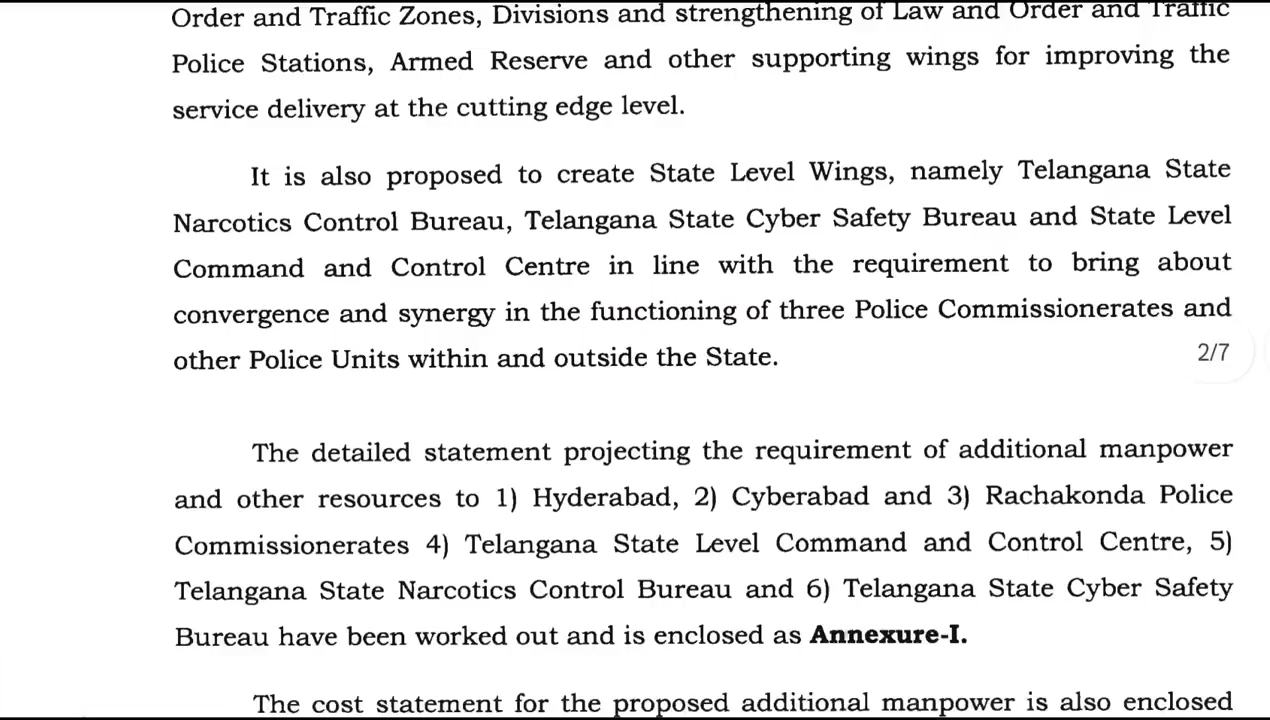 Order and Traffic Zones, Divisions and strengthening of Law and Order and Traffic
Police Stations, Armed Reserve and other supporting wings for improving the
service delivery at the cutting edge level.
It is also proposed to create State Level Wings, namely Telangana State
Narcotics Control Bureau, Telangana State Cyber Safety Bureau and State Level
Command and Control Centre in line with the requirement to bring about
convergence and synergy in the functioning of three Police Commissionerates and
other Police Units within and outside the State.
2/7
The detailed statement projecting the requirement of additional manpower
and other resources to 1) Hyderabad, 2) Cyberabad and 3) Rachakonda Police
Commissionerates 4) Telangana State Level Command and Control Centre, 5)
Telangana State Narcotics Control Bureau and 6) Telangana State Cyber Safety
Bureau have been worked out and is enclosed as Annexure-I.
The cost statement for the proposed additional manpower is also enclosed